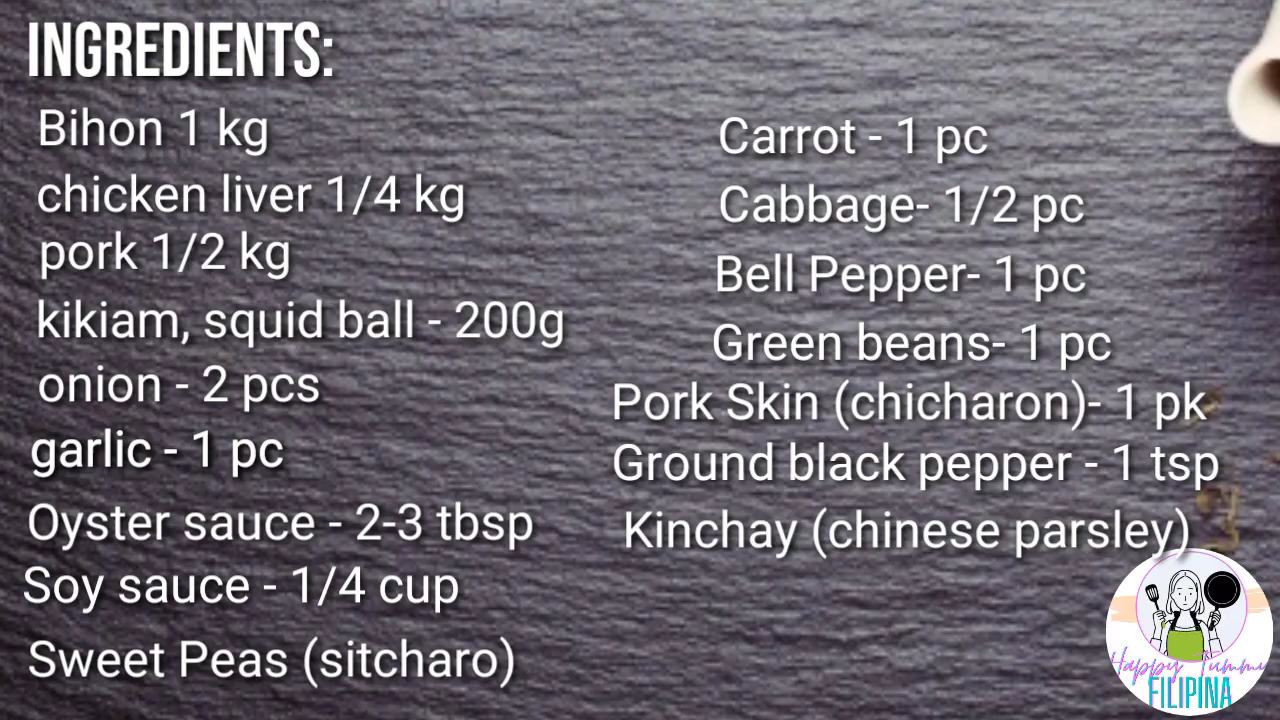 INGREDIENTS:
Bihon 1 kg
chicken liver 1/4 kg
pork 1/2 kg
kikiam, squid ball - 200g
onion - 2 pcs
garlic - 1 pc
Oyster sauce - 2-3 tbsp
Soy sauce - 1/4 cup
Sweet Peas (sitcharo)
Carrot - 1 pc
Cabbage- 1/2 pc
Bell Pepper- 1 pc
Green beans- 1 pc
Pork Skin (chicharon)- 1 pk
Ground black pepper - 1 tsp
Kinchay (chinese parsley)
Happy Tummy
FILIPINA